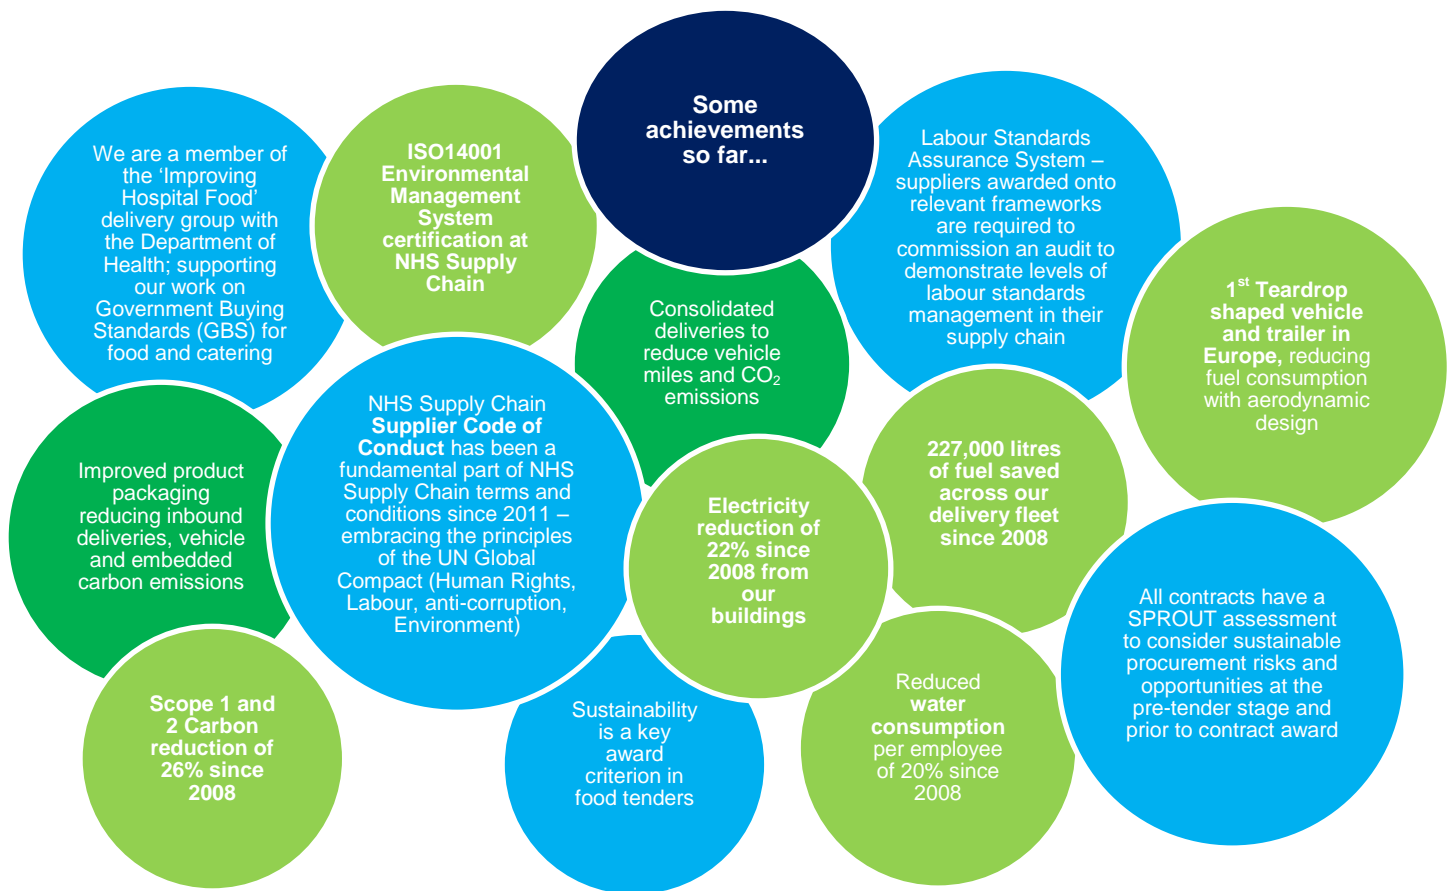 Some
achievements
so far...
We are a member of
the ‘Improving
Hospital Food’
delivery group with
the Department of
Health; supporting
our work on
Government Buying
Standards (GBS) for
food and catering
ISO14001
Environmental
Management
System
certification at
NHS Supply
Chain
Labour Standards
Assurance System –
suppliers awarded onto
relevant frameworks
are required to
commission an audit to
demonstrate levels of
labour standards
management in their
supply chain
1st Teardrop
shaped vehicle
and trailer in
Europe, reducing
fuel consumption
with aerodynamic
design
Consolidated
deliveries to
reduce vehicle
miles and CO₂
emissions
NHS Supply Chain
Supplier Code of
Conduct has been a
fundamental part of NHS
Supply Chain terms and
conditions since 2011 –
embracing the principles
of the UN Global
Compact (Human Rights,
Labour, anti-corruption,
Environment)
Improved product
packaging
reducing inbound
deliveries, vehicle
and embedded
carbon emissions
Electricity
reduction of
22% since
2008 from
our
buildings
227,000 litres
of fuel saved
across our
delivery fleet
since 2008
All contracts have a
SPROUT assessment
to consider sustainable
procurement risks and
opportunities at the
pre-tender stage and
prior to contract award
Scope 1 and
2 Carbon
reduction of
26% since
2008
Sustainability
is a key
award
criterion in
food tenders
Reduced
water
consumption
per employee
of 20% since
2008